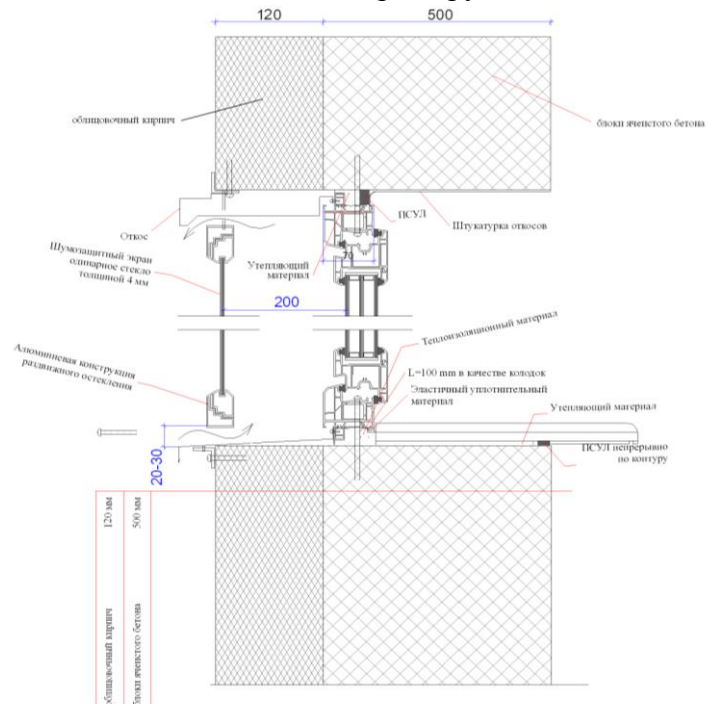 120
500
облицовочный кирпич
блоки ячеистого бетона
ПСУЛ
Штукатурка откосов
Откос
Шумозащитный экран
одинарное стекло
толщиной 4 мм
Утепляющий
материал
70
200
Теплоизоляционный материал
Алюминиевая конструкция
раздвижного остекления
L=100 mm в качестве колодок
Эластичный уплотнительный
материал
Утепляющий материал
ПСУЛ непрерывно
по контуру
20-30
облицовочный кирпич 120 мм
блоки ячеистого бетона 500 мм